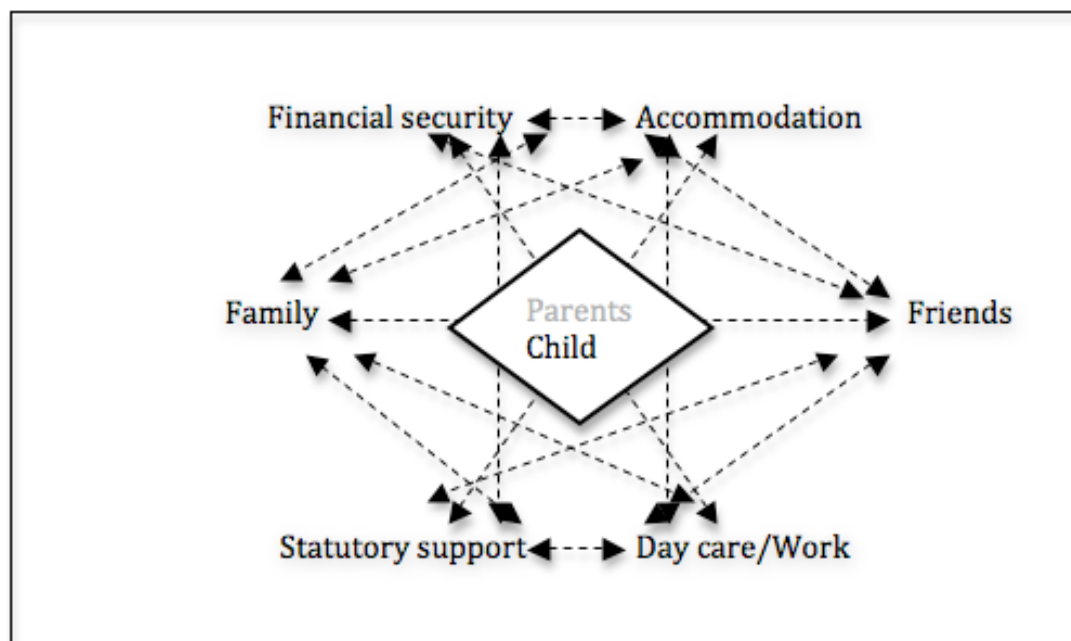 Financial security Accommodation
Parents
Family Friends
Child
Statutory support Day care/Work